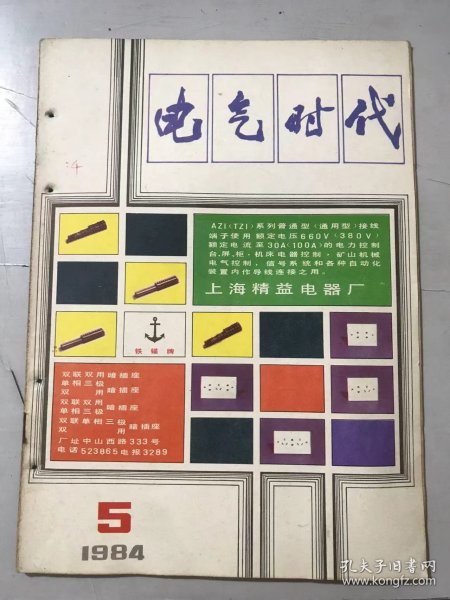 电气时代
:4
AZI(TZI)系列普通型(通用型)接线
端子使用额定电压660V(380V)
额定电流至30A(100A)的电力控制
台、屏、柜·机床电器控制·矿山机械
电气控制、信号系统和各种自动化
装置内作导线连接之用。
上海精益电器厂
铁锚牌
双联双用暗插座
单相三极
双用暗插座
双联双用
单相三极暗插座
双联单相三极
双用暗插座
厂址中山西路333号
电话523865电报3289
5
1984
孔夫子旧书网
kongfz.com